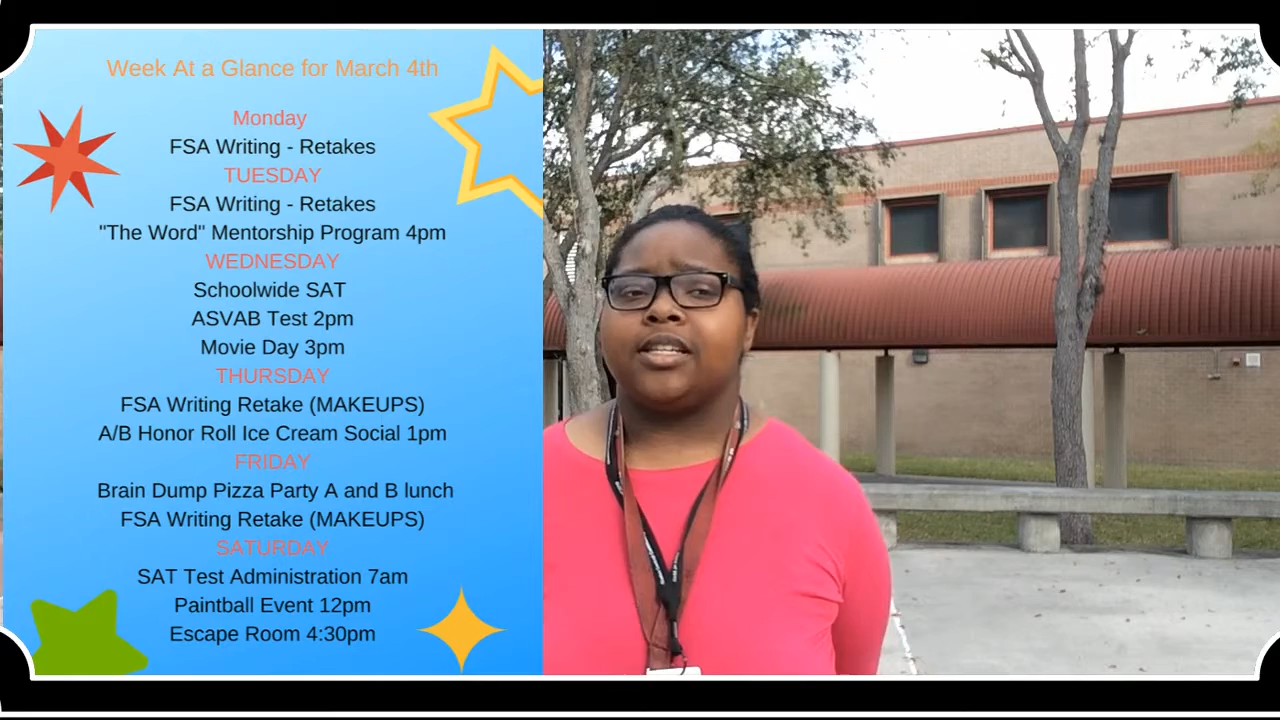 Week At a Glance for March 4th
Monday
FSA Writing - Retakes
TUESDAY
FSA Writing - Retakes
"The Word" Mentorship Program 4pm
WEDNESDAY
Schoolwide SAT
ASVAB Test 2pm
Movie Day 3pm
THURSDAY
FSA Writing Retake (MAKEUPS)
A/B Honor Roll Ice Cream Social 1pm
FRIDAY
Brain Dump Pizza Party A and B lunch
FSA Writing Retake (MAKEUPS)
SATURDAY
SAT Test Administration 7am
Paintball Event 12pm
Escape Room 4:30pm